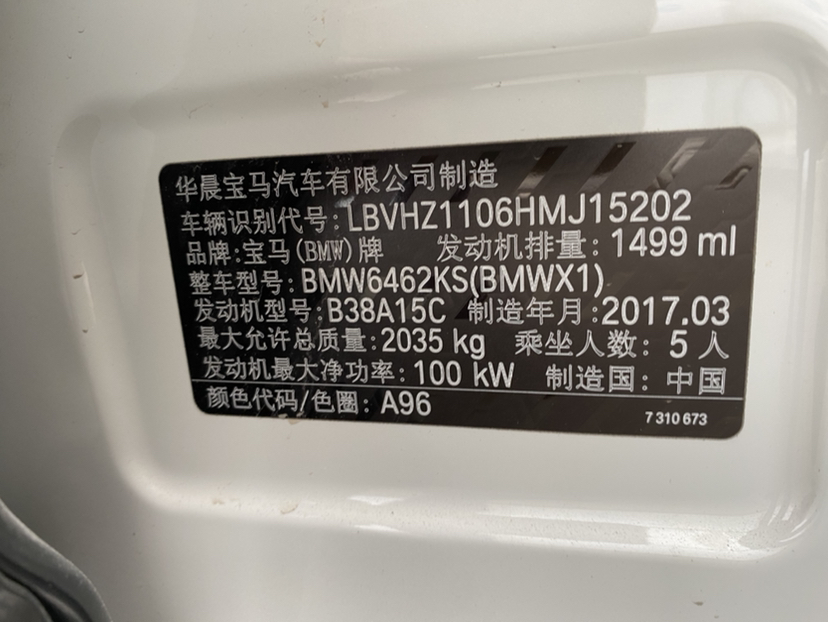 华晨宝马汽车有限公司制造
车辆识别代号:LBVHZ1106HMJ15202
品牌:宝马(BMW)牌 发动机排量:1499 ml
整车型号:BMW6462KS(BMWX1)
发动机型号:B38A15C 制造年月:2017.03
最大允许总质量:2035 kg 乘坐人数:5人
发动机最大净功率:100 kW 制造国:中国
颜色代码/色圈:A96
7 310 673